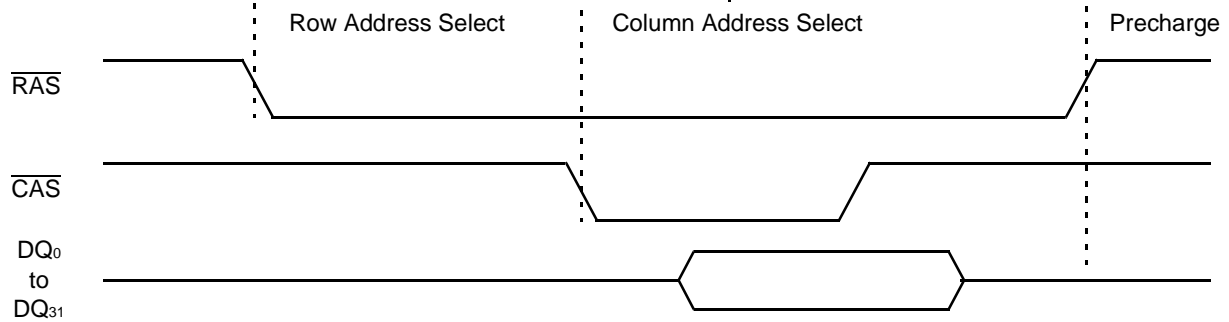 Row Address Select
Column Address Select
Precharge
RAS
CAS
DQ0
to
DQ31